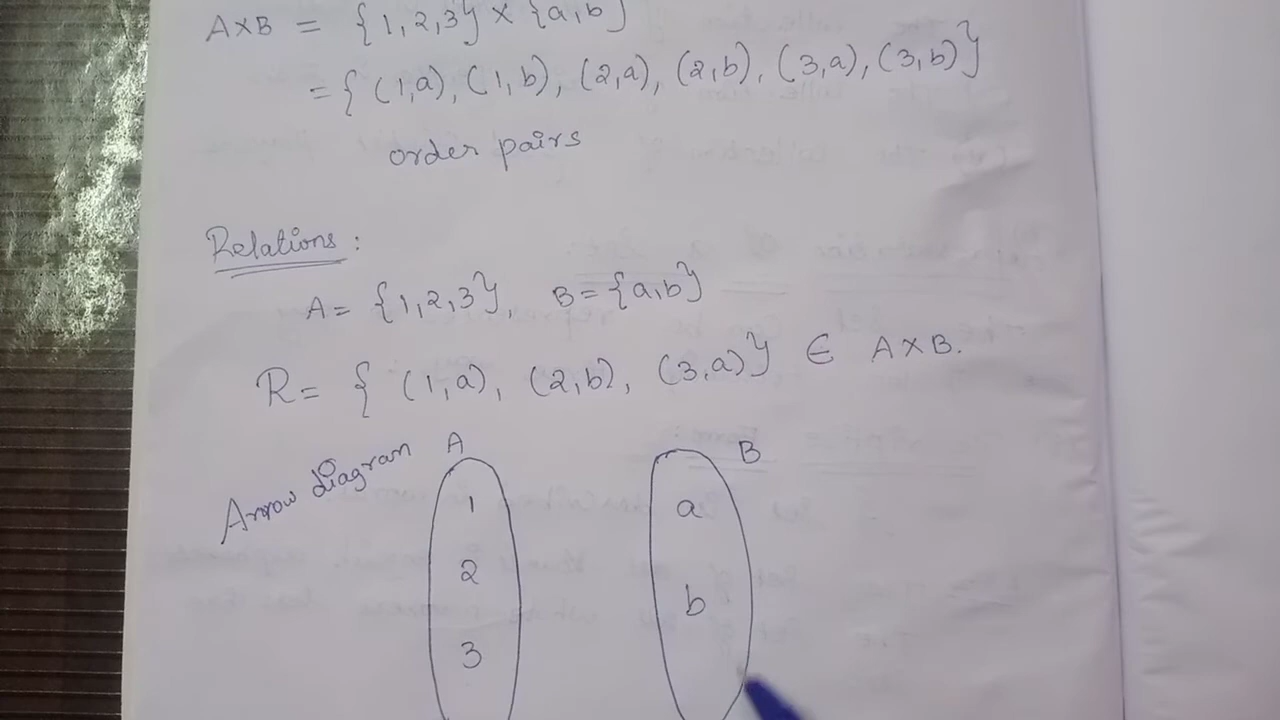 A×B = {1,2,3} × {a,b}
= { (1,a), (1,b), (2,a), (2,b), (3,a), (3,b)}
order pairs
Relations :
A= {1,2,3}, B= {a,b}
R= { (1,a), (2,b), (3,a)} ∈ A×B.
Arrow diagram A B
1 a
2 b
3